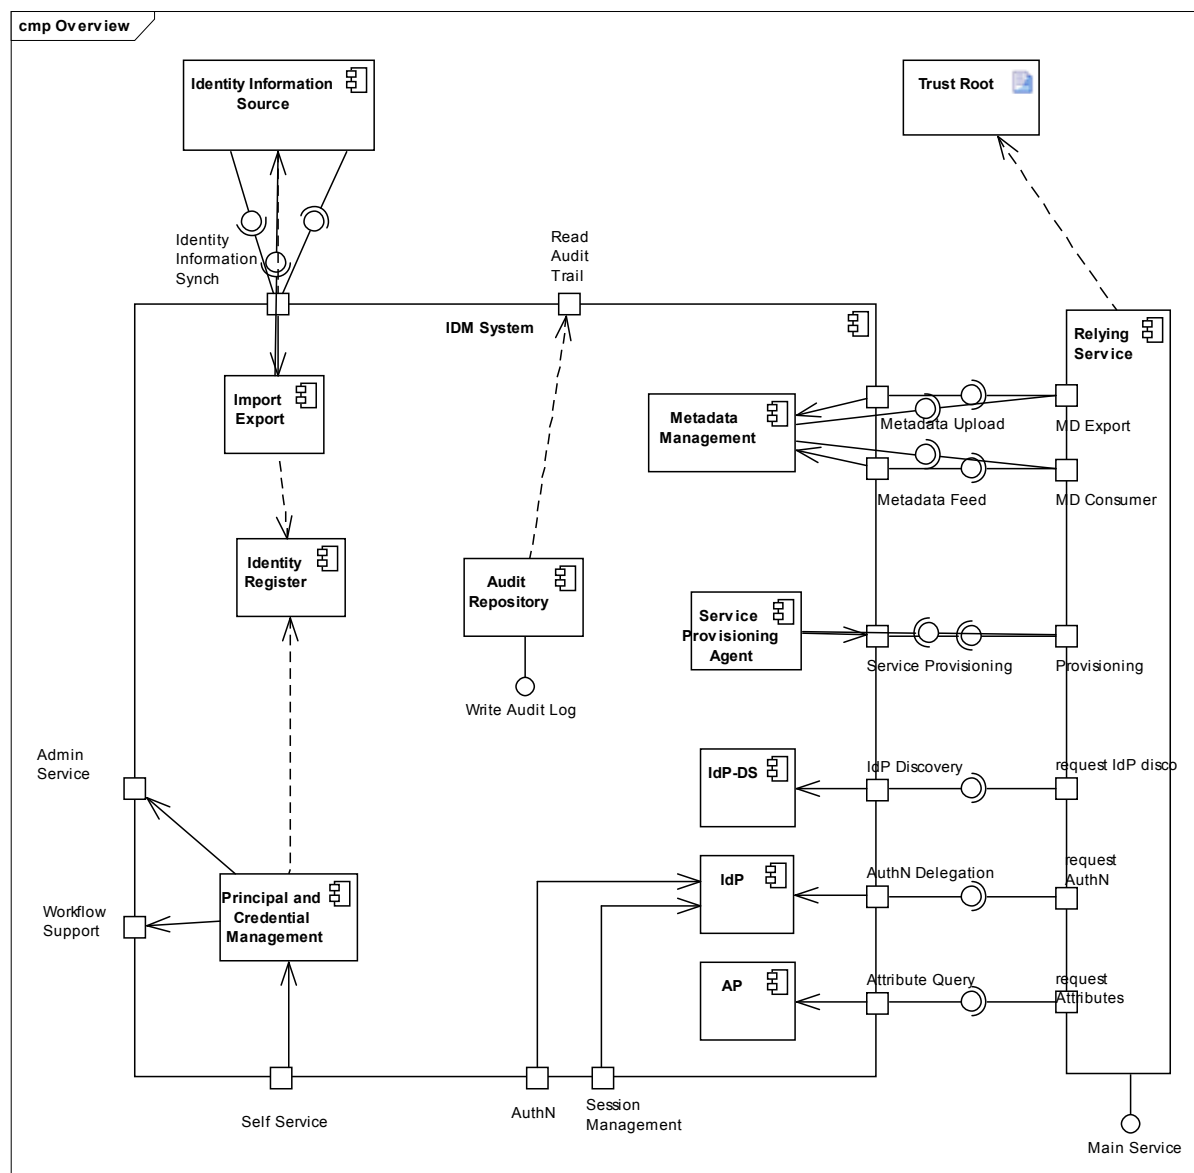 cmp Overview
Identity Information
Source
Trust Root
Identity
Information
Synch
Read
Audit
Trail
IDM System
Relying
Service
Import
Export
Metadata
Management
Metadata Upload
MD Export
Metadata Feed
MD Consumer
Identity
Register
Audit
Repository
Write Audit Log
Service
Provisioning
Agent
Service Provisioning
Provisioning
Admin
Service
IdP-DS
IdP Discovery
request IdP disco
Principal and
Credential
Management
Workflow
Support
IdP
AuthN Delegation
request
AuthN
AP
Attribute Query
request
Attributes
Self Service
AuthN
Session
Management
Main Service